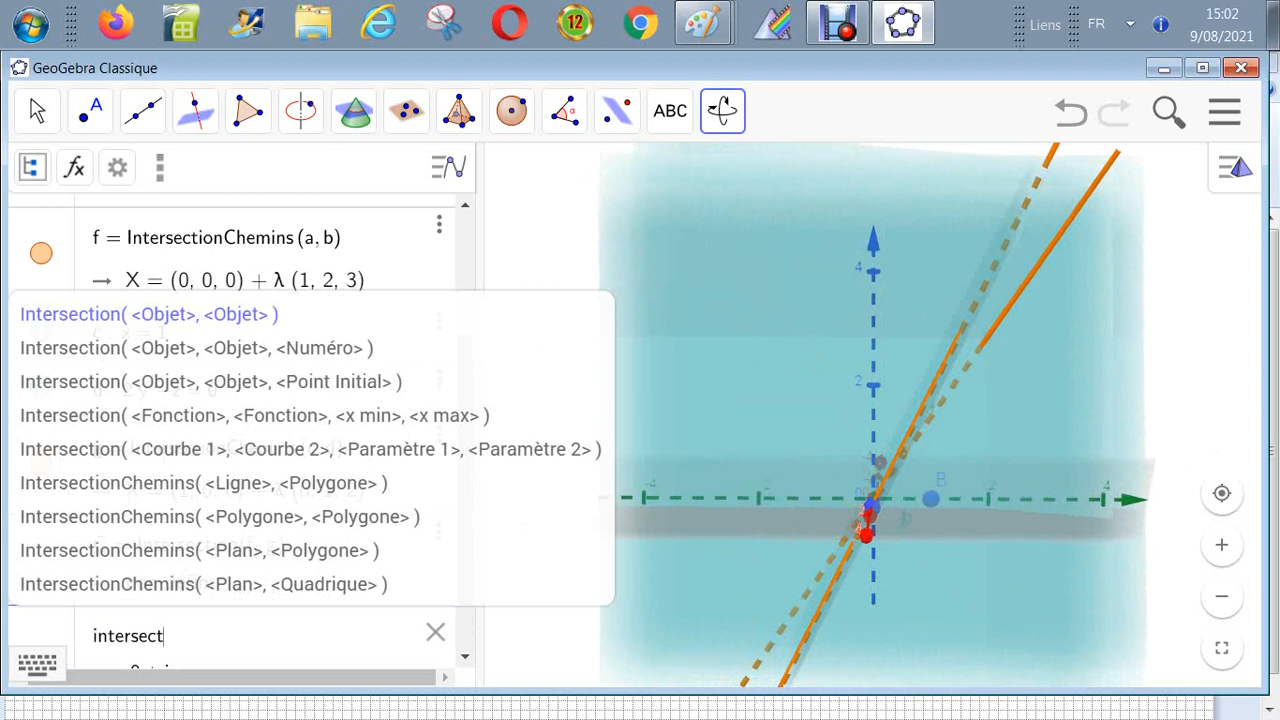 12
Liens
FR
15:02
9/08/2021
GeoGebra Classique
A
ABC
fx
f = IntersectionChemins (a, b)
→ X = (0, 0, 0) + λ (1, 2, 3)
Intersection( <Objet>, <Objet> )
Intersection( <Objet>, <Objet>, <Numéro> )
Intersection( <Objet>, <Objet>, <Point Initial> )
Intersection( <Fonction>, <Fonction>, <x min>, <x max> )
Intersection( <Courbe 1>, <Courbe 2>, <Paramètre 1>, <Paramètre 2> )
IntersectionChemins( <Ligne>, <Polygone> )
IntersectionChemins( <Polygone>, <Polygone> )
IntersectionChemins( <Plan>, <Polygone> )
IntersectionChemins( <Plan>, <Quadrique> )
intersect
4
2
-4
2
4
B